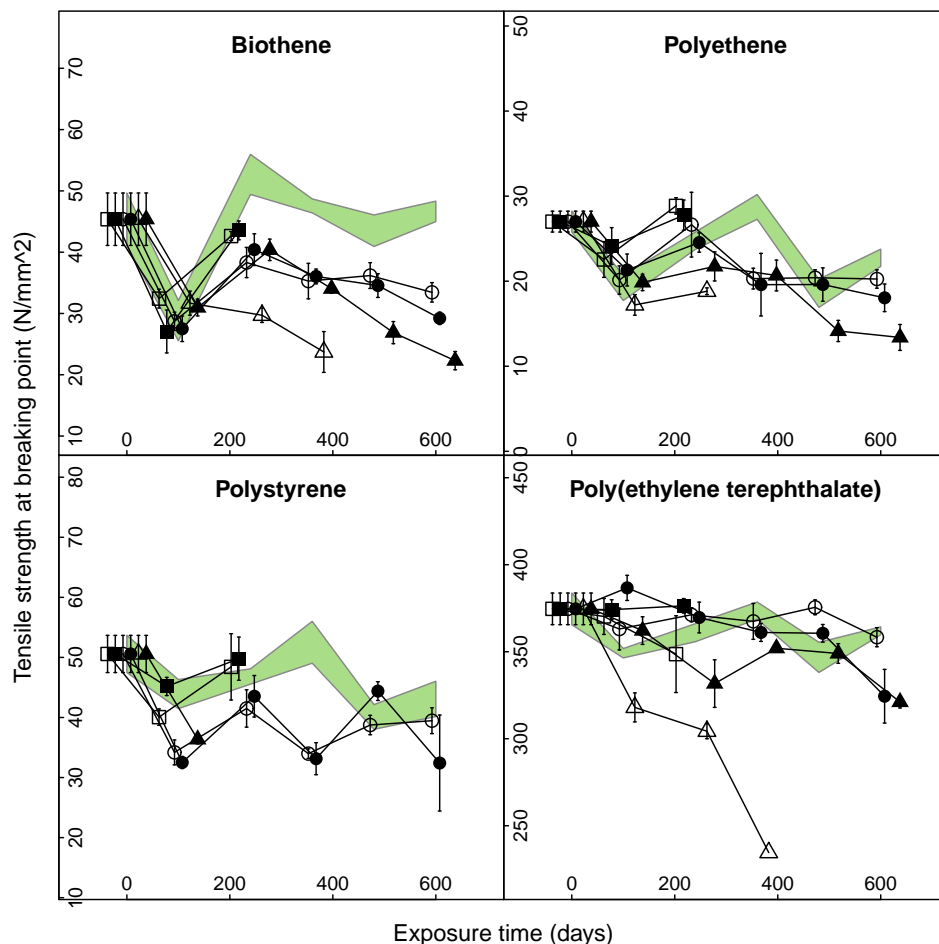 Biothene
Polyethene
Tensile strength at breaking point (N/mm^2)
10 20 30 40 50 60 70
0 200 400 600
0 10 20 30 40 50
0 200 400 600
Polystyrene
Poly(ethylene terephthalate)
10 20 30 40 50 60 70 80
0 200 400 600
250 300 350 400 450
0 200 400 600
Exposure time (days)